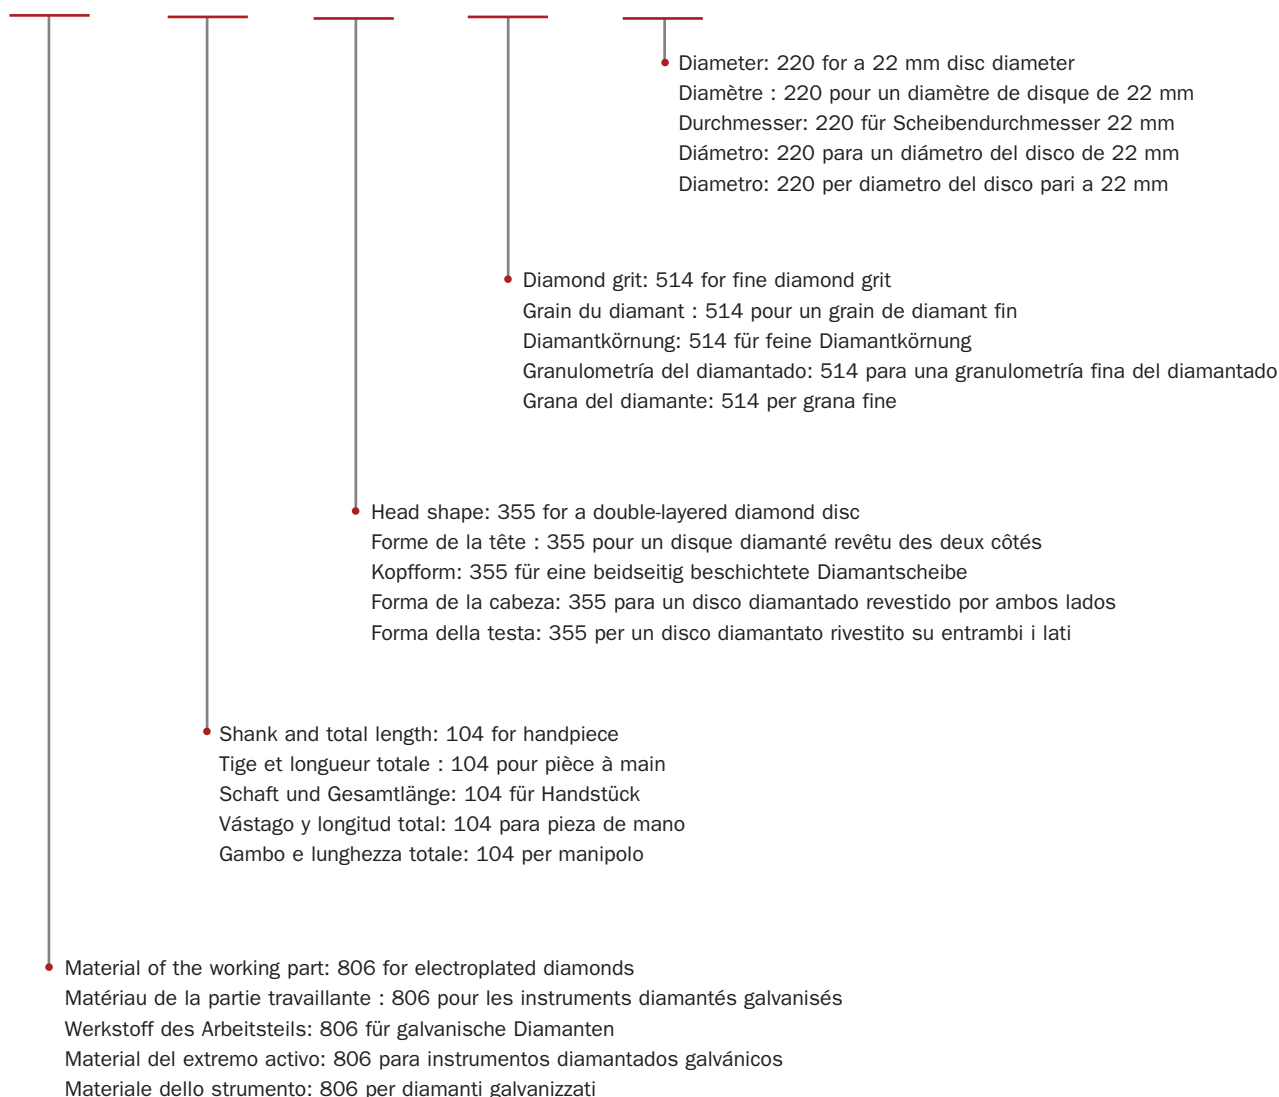 Diameter: 220 for a 22 mm disc diameter
Diamètre : 220 pour un diamètre de disque de 22 mm
Durchmesser: 220 für Scheibendurchmesser 22 mm
Diámetro: 220 para un diámetro del disco de 22 mm
Diametro: 220 per diametro del disco pari a 22 mm
Diamond grit: 514 for fine diamond grit
Grain du diamant : 514 pour un grain de diamant fin
Diamantkörnung: 514 für feine Diamantkörnung
Granulometría del diamantado: 514 para una granulometría fina del diamantado
Grana del diamante: 514 per grana fine
Head shape: 355 for a double-layered diamond disc
Forme de la tête : 355 pour un disque diamanté revêtu des deux côtés
Kopfform: 355 für eine beidseitig beschichtete Diamantscheibe
Forma de la cabeza: 355 para un disco diamantado revestido por ambos lados
Forma della testa: 355 per un disco diamantato rivestito su entrambi i lati
Shank and total length: 104 for handpiece
Tige et longueur totale : 104 pour pièce à main
Schaft und Gesamtlänge: 104 für Handstück
Vástago y longitud total: 104 para pieza de mano
Gambo e lunghezza totale: 104 per manipolo
Material of the working part: 806 for electroplated diamonds
Matériau de la partie travaillante : 806 pour les instruments diamantés galvanisés
Werkstoff des Arbeitsteils: 806 für galvanische Diamanten
Material del extremo activo: 806 para instrumentos diamantados galvánicos
Materiale dello strumento: 806 per diamanti galvanizzati